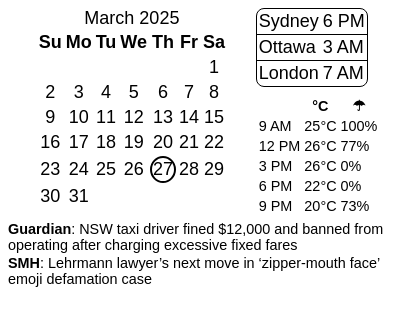 March 2025
Su Mo Tu We Th Fr Sa
1
2 3 4 5 6 7 8
9 10 11 12 13 14 15
16 17 18 19 20 21 22
23 24 25 26 27 28 29
30 31
Sydney 6 PM
Ottawa 3 AM
London 7 AM
°C ☂
9 AM 25°C 100%
12 PM 26°C 77%
3 PM 26°C 0%
6 PM 22°C 0%
9 PM 20°C 73%
Guardian: NSW taxi driver fined $12,000 and banned from
operating after charging excessive fixed fares
SMH: Lehrmann lawyer’s next move in ‘zipper-mouth face’
emoji defamation case